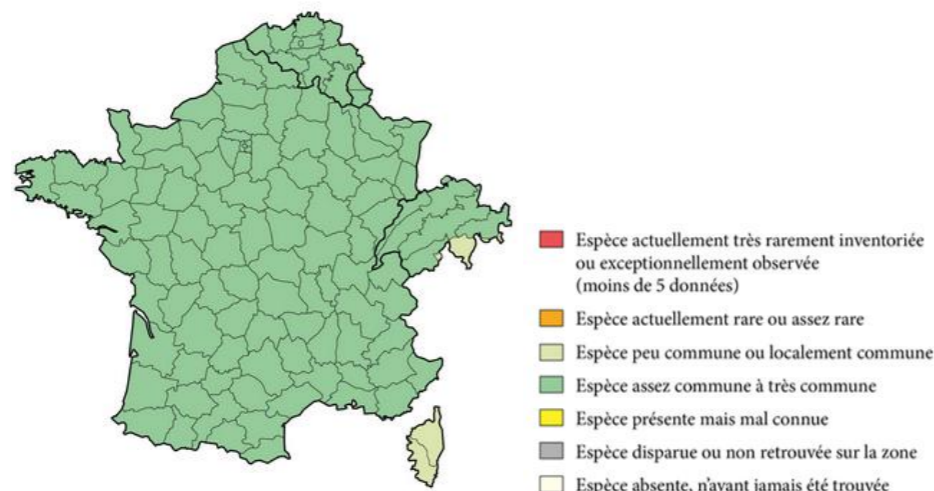 Espèce actuellement très rarement inventoriée
ou exceptionnellement observée
(moins de 5 données)
Espèce actuellement rare ou assez rare
Espèce peu commune ou localement commune
Espèce assez commune à très commune
Espèce présente mais mal connue
Espèce disparue ou non retrouvée sur la zone
Espèce absente, n'ayant jamais été trouvée